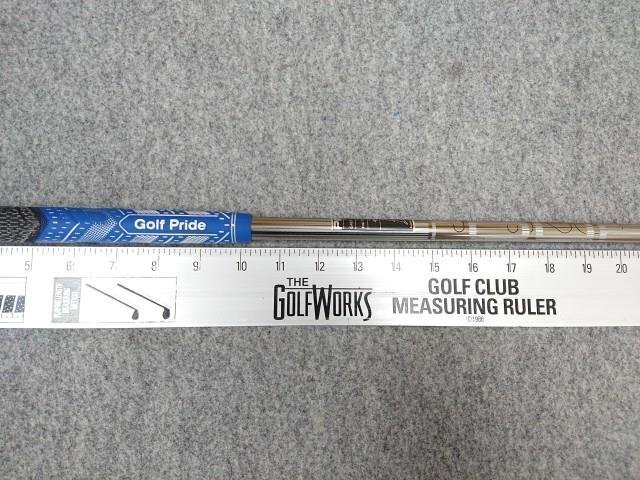 Golf Pride
5 6 7 8 9 10 11 12 13 14 15 16 17 18 19 20
THE
GOLFWORKS
GOLF CLUB
MEASURING RULER
©1986